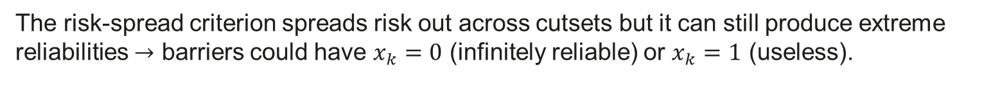 The risk-spread criterion spreads risk out across cutsets but it can still produce extreme
reliabilities → barriers could have xₖ = 0 (infinitely reliable) or xₖ = 1 (useless).